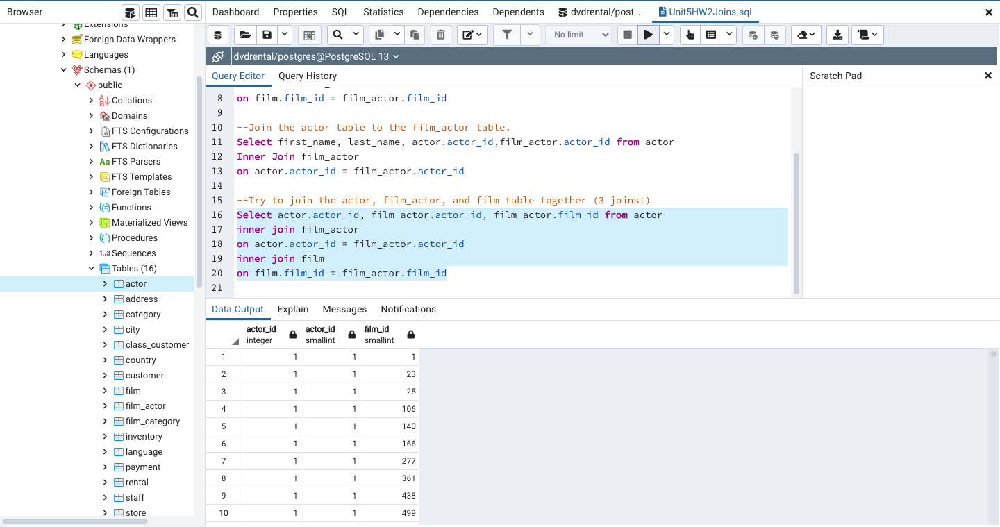 Browser
Dashboard Properties SQL Statistics Dependencies Dependents dvdrental/post... Unit5HW2Joins.sql
Extensions
Foreign Data Wrappers
Languages
Schemas (1)
public
Collations
Domains
FTS Configurations
FTS Dictionaries
FTS Parsers
FTS Templates
Foreign Tables
Functions
Materialized Views
Procedures
1..3 Sequences
Tables (16)
actor
address
category
city
class_customer
country
customer
film
film_actor
film_category
inventory
language
payment
rental
staff
store
No limit
dvdrental/postgres@PostgreSQL 13
Query Editor Query History
Scratch Pad
8 on film.film_id = film_actor.film_id
9
10 --Join the actor table to the film_actor table.
11 Select first_name, last_name, actor.actor_id,film_actor.actor_id from actor
12 Inner Join film_actor
13 on actor.actor_id = film_actor.actor_id
14
15 --Try to join the actor, film_actor, and film table together (3 joins!)
16 Select actor.actor_id, film_actor.actor_id, film_actor.film_id from actor
17 inner join film_actor
18 on actor.actor_id = film_actor.actor_id
19 inner join film
20 on film.film_id = film_actor.film_id
21
Data Output Explain Messages Notifications
actor_id actor_id film_id
integer smallint smallint
1 1 1 1
2 1 1 23
3 1 1 25
4 1 1 106
5 1 1 140
6 1 1 166
7 1 1 277
8 1 1 361
9 1 1 438
10 1 1 499